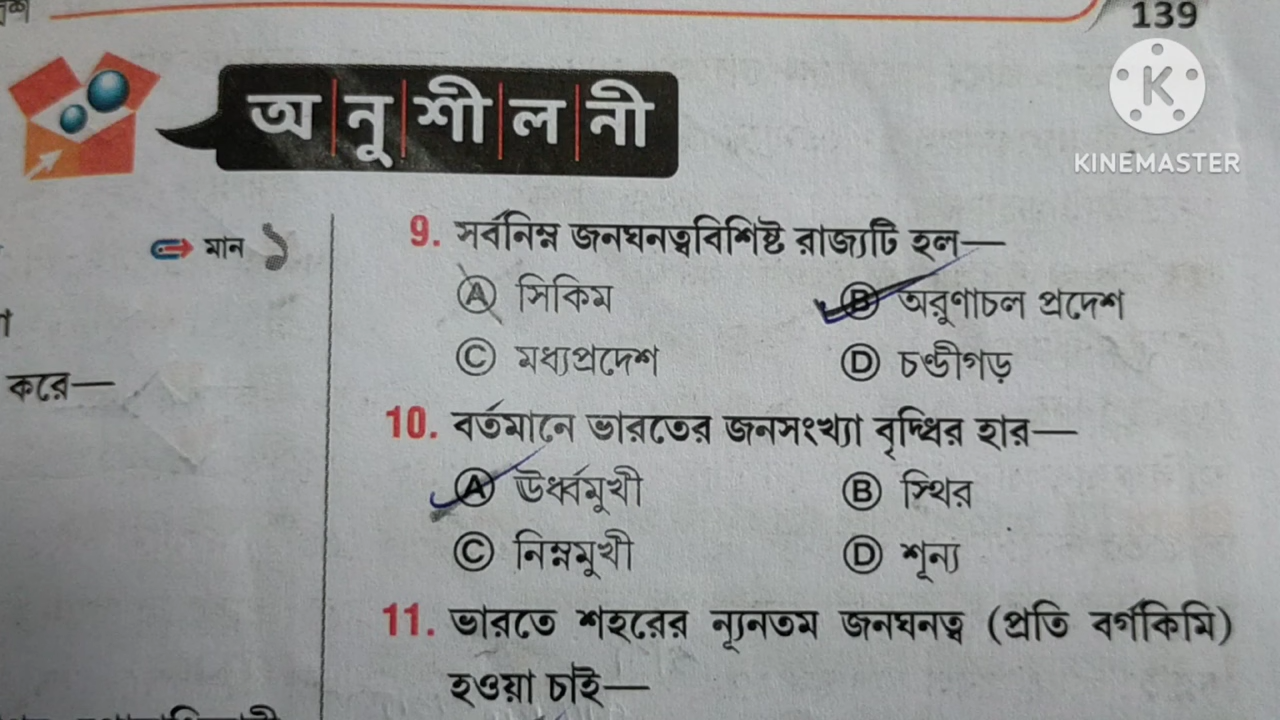 139
অনুশীলনী
KINEMASTER
মান ১
করে—
9. সর্বনিম্ন জনঘনত্ববিশিষ্ট রাজ্যটি হল—
Ⓐ সিকিম Ⓑ অরুণাচল প্রদেশ
Ⓒ মধ্যপ্রদেশ Ⓓ চণ্ডীগড়
10. বর্তমানে ভারতের জনসংখ্যা বৃদ্ধির হার—
Ⓐ ঊর্ধ্বমুখী Ⓑ স্থির
Ⓒ নিম্নমুখী Ⓓ শূন্য
11. ভারতে শহরের ন্যূনতম জনঘনত্ব (প্রতি বর্গকিমি)
হওয়া চাই—